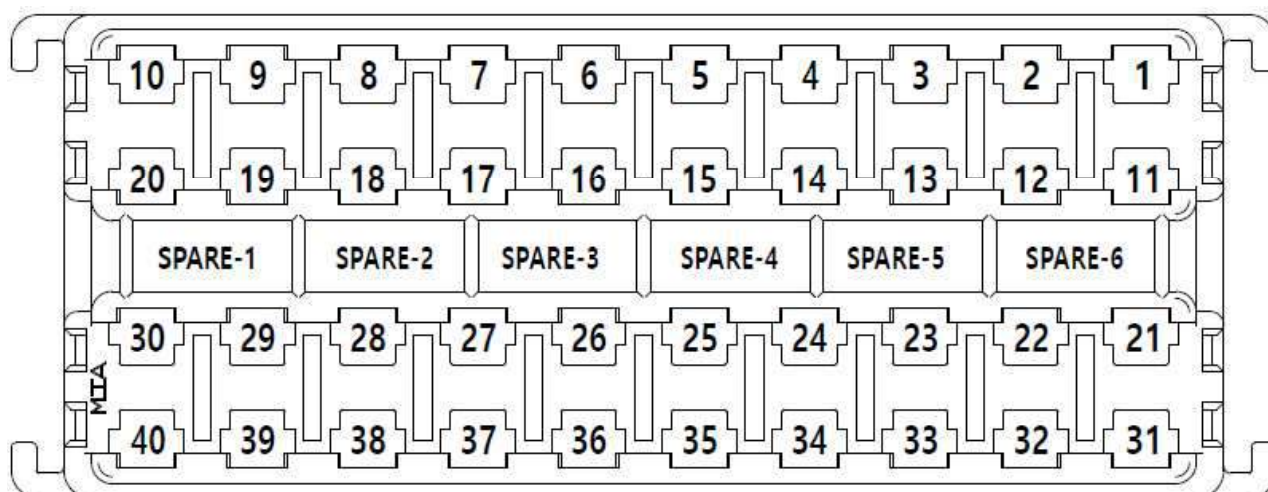 10 9 8 7 6 5 4 3 2 1
20 19 18 17 16 15 14 13 12 11
SPARE-1 SPARE-2 SPARE-3 SPARE-4 SPARE-5 SPARE-6
30 29 28 27 26 25 24 23 22 21
MTA
40 39 38 37 36 35 34 33 32 31